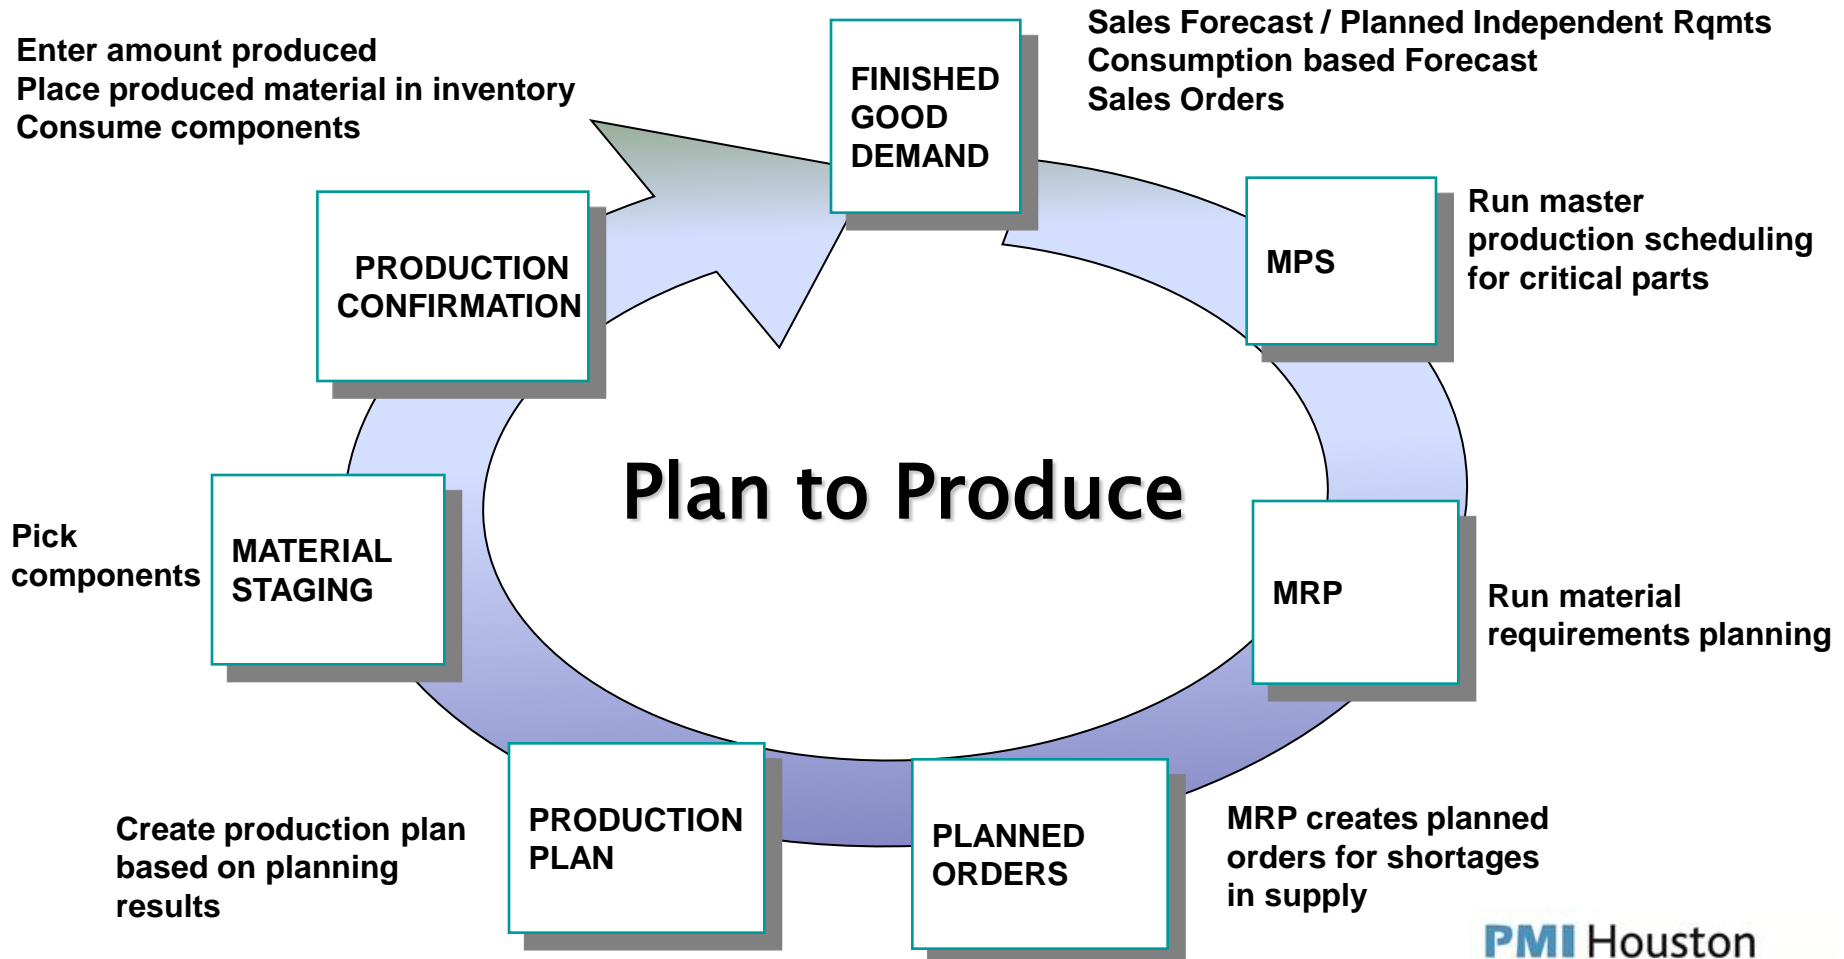 Enter amount produced
Place produced material in inventory
Consume components
FINISHED
GOOD
DEMAND
Sales Forecast / Planned Independent Rqmts
Consumption based Forecast
Sales Orders
MPS
Run master
production scheduling
for critical parts
PRODUCTION
CONFIRMATION
Plan to Produce
Pick
components
MATERIAL
STAGING
MRP
Run material
requirements planning
Create production plan
based on planning
results
PRODUCTION
PLAN
PLANNED
ORDERS
MRP creates planned
orders for shortages
in supply
PMI Houston